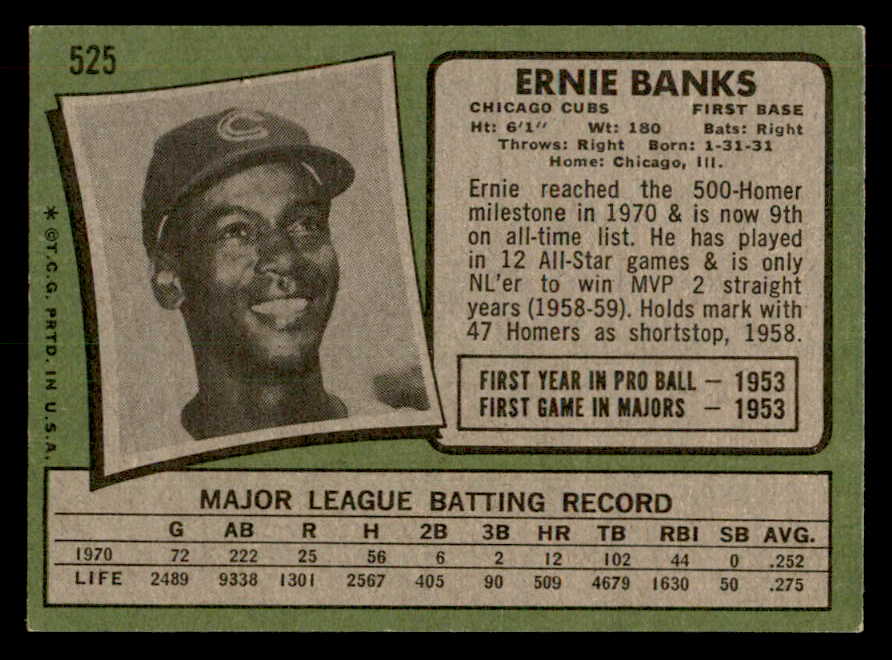 525
C
* ©T.C.G. PRTD. IN U.S.A.
ERNIE BANKS
CHICAGO CUBS FIRST BASE
Ht: 6'1" Wt: 180 Bats: Right
Throws: Right Born: 1-31-31
Home: Chicago, Ill.
Ernie reached the 500-Homer
milestone in 1970 & is now 9th
on all-time list. He has played
in 12 All-Star games & is only
NL'er to win MVP 2 straight
years (1958-59). Holds mark with
47 Homers as shortstop, 1958.
FIRST YEAR IN PRO BALL — 1953
FIRST GAME IN MAJORS — 1953
MAJOR LEAGUE BATTING RECORD
G AB R H 2B 3B HR TB RBI SB AVG.
1970 72 222 25 56 6 2 12 102 44 0 .252
LIFE 2489 9338 1301 2567 405 90 509 4679 1630 50 .275